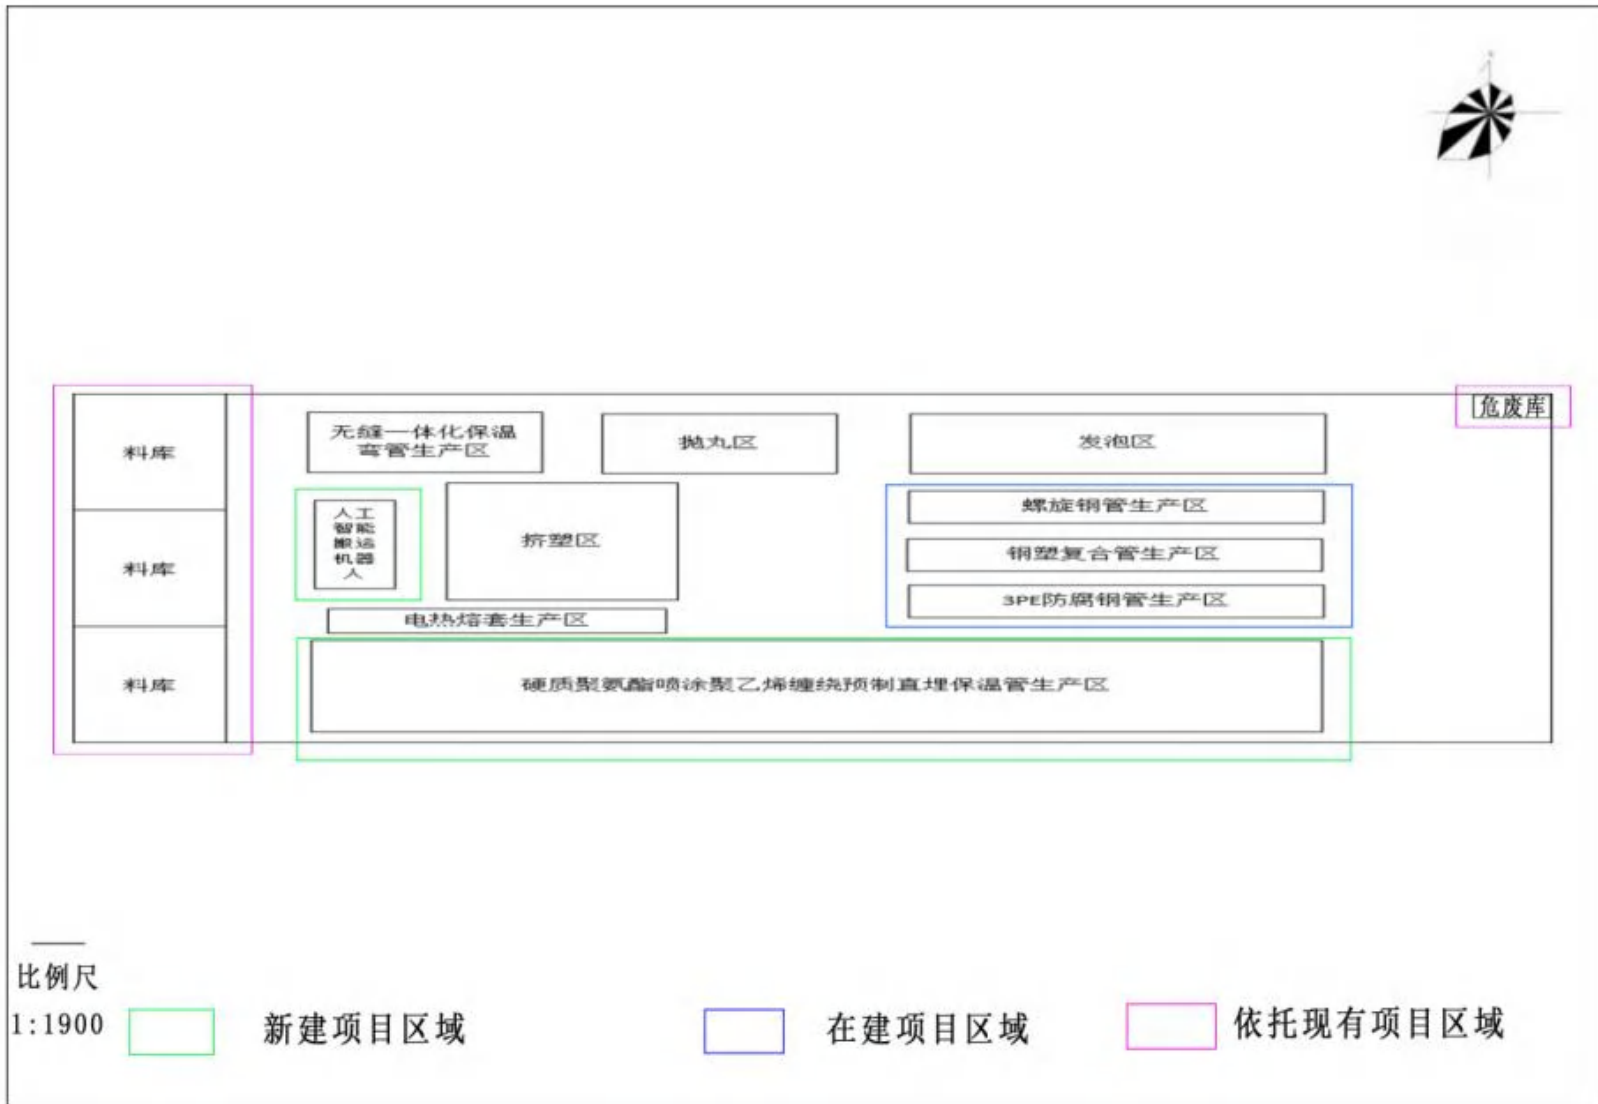 危废库
无缝一体化保温
弯管生产区
抛丸区
发泡区
料库
人工
智能
搬运
机器
人
挤塑区
螺旋钢管生产区
钢塑复合管生产区
3PE防腐钢管生产区
料库
电热熔套生产区
料库
硬质聚氨酯喷涂聚乙烯缠绕预制直埋保温管生产区
比例尺
1:1900
新建项目区域
在建项目区域
依托现有项目区域